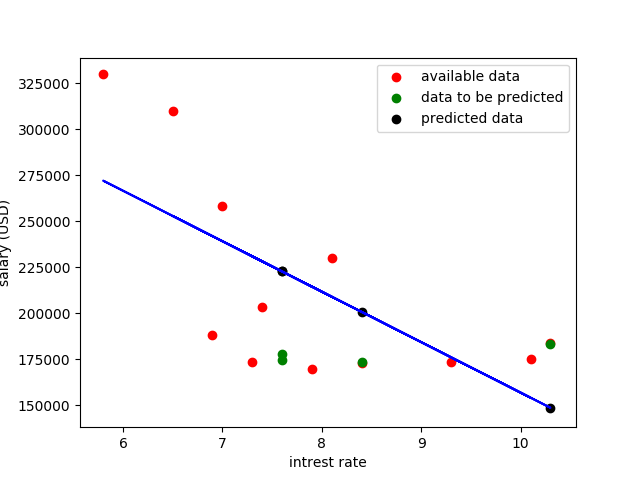 available data
data to be predicted
predicted data
325000
300000
275000
250000
225000
200000
175000
150000
salary (USD)
6 7 8 9 10
intrest rate